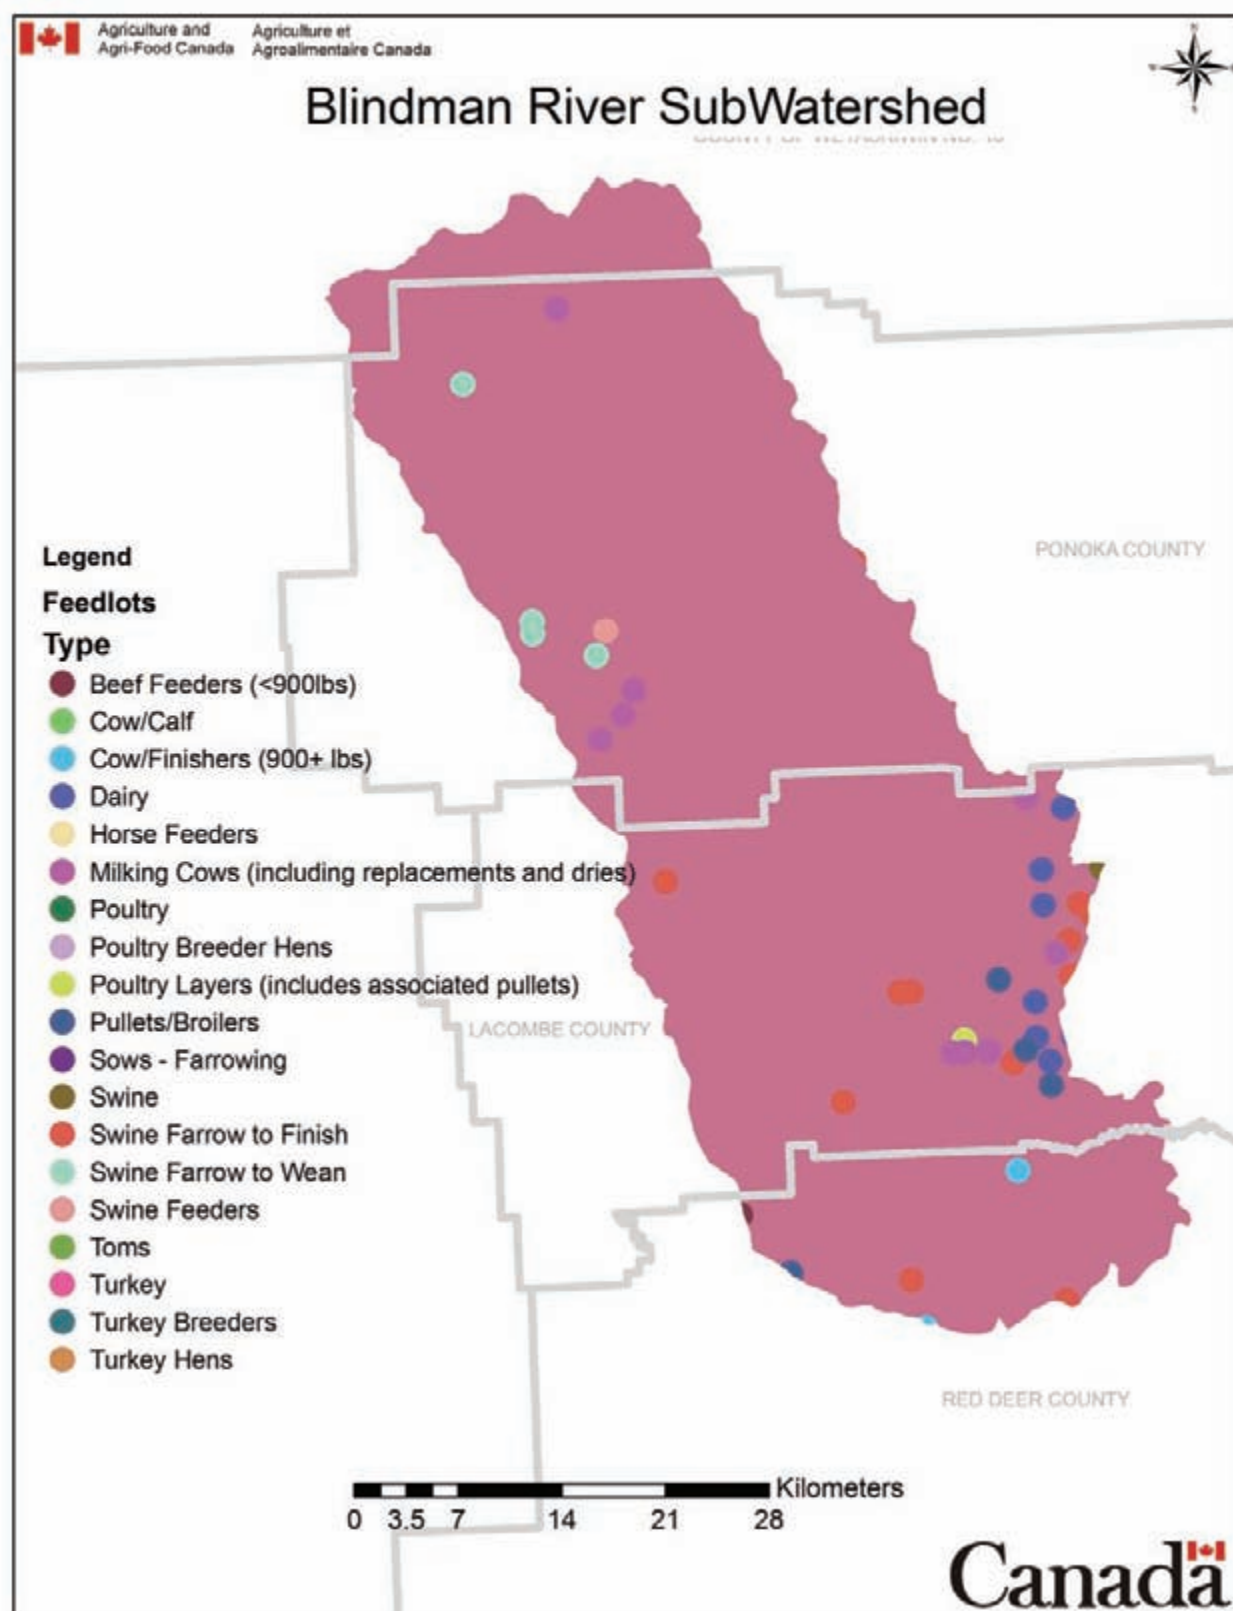 Agriculture and
Agri-Food Canada
Agriculture et
Agroalimentaire Canada
Blindman River SubWatershed
PONOKA COUNTY
Legend
Feedlots
Type
Beef Feeders (<900lbs)
Cow/Calf
Cow/Finishers (900+ lbs)
Dairy
Horse Feeders
Milking Cows (including replacements and dries)
Poultry
Poultry Breeder Hens
Poultry Layers (includes associated pullets)
Pullets/Broilers
Sows - Farrowing
Swine
Swine Farrow to Finish
Swine Farrow to Wean
Swine Feeders
Toms
Turkey
Turkey Breeders
Turkey Hens
LACOMBE COUNTY
RED DEER COUNTY
Kilometers
0 3.5 7 14 21 28
Canada